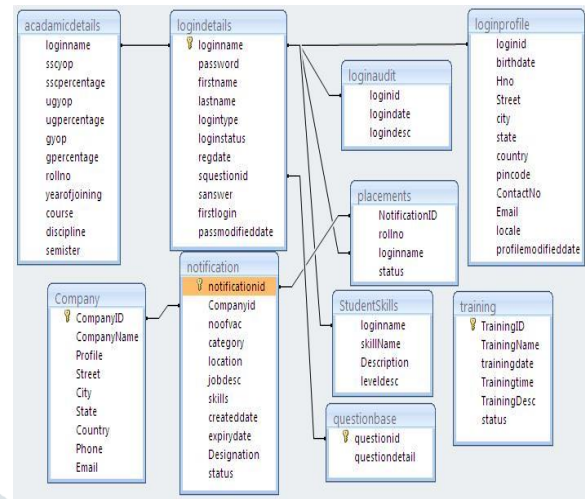 acadamicdetails
loginname
sscyop
sscpercentage
ugyop
ugpercentage
gyop
gpercentage
rollno
yearofjoining
course
discipline
semister
logindetails
loginname
password
firstname
lastname
logintype
loginstatus
regdate
squestionid
sanswer
firstlogin
passmodifieddate
loginaudit
loginid
logindate
logindesc
loginprofile
loginid
birthdate
Hno
Street
city
state
country
pincode
ContactNo
Email
locale
profilemodifieddate
placements
NotificationID
rollno
loginname
status
Company
CompanyID
CompanyName
Profile
Street
City
State
Country
Phone
Email
notification
notificationid
Companyid
noofvac
category
location
jobdesc
skills
createddate
expirydate
Designation
status
StudentSkills
loginname
skillName
Description
leveldesc
training
TrainingID
TrainingName
trainingdate
Trainingtime
TrainingDesc
status
questionbase
questionid
questiondetail